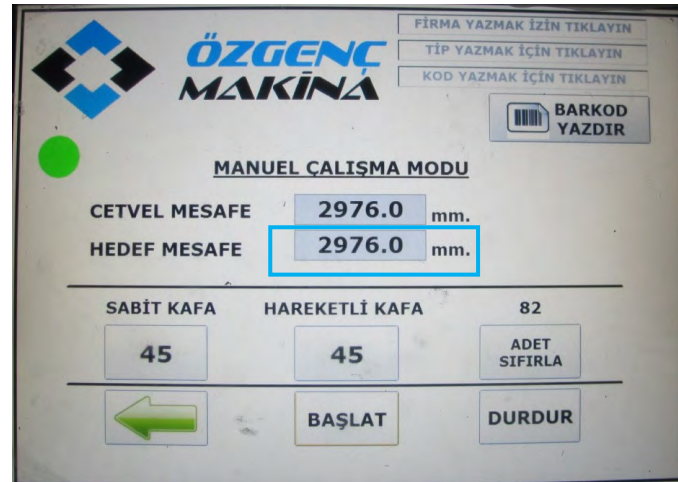 FİRMA YAZMAK İZİN TIKLAYIN
TİP YAZMAK İÇİN TIKLAYIN
KOD YAZMAK İÇİN TIKLAYIN
ÖZGENÇ
MAKİNA
BARKOD
YAZDIR
MANUEL ÇALIŞMA MODU
CETVEL MESAFE 2976.0 mm.
HEDEF MESAFE 2976.0 mm.
SABİT KAFA HAREKETLİ KAFA 82
45 45 ADET
SIFIRLA
BAŞLAT DURDUR